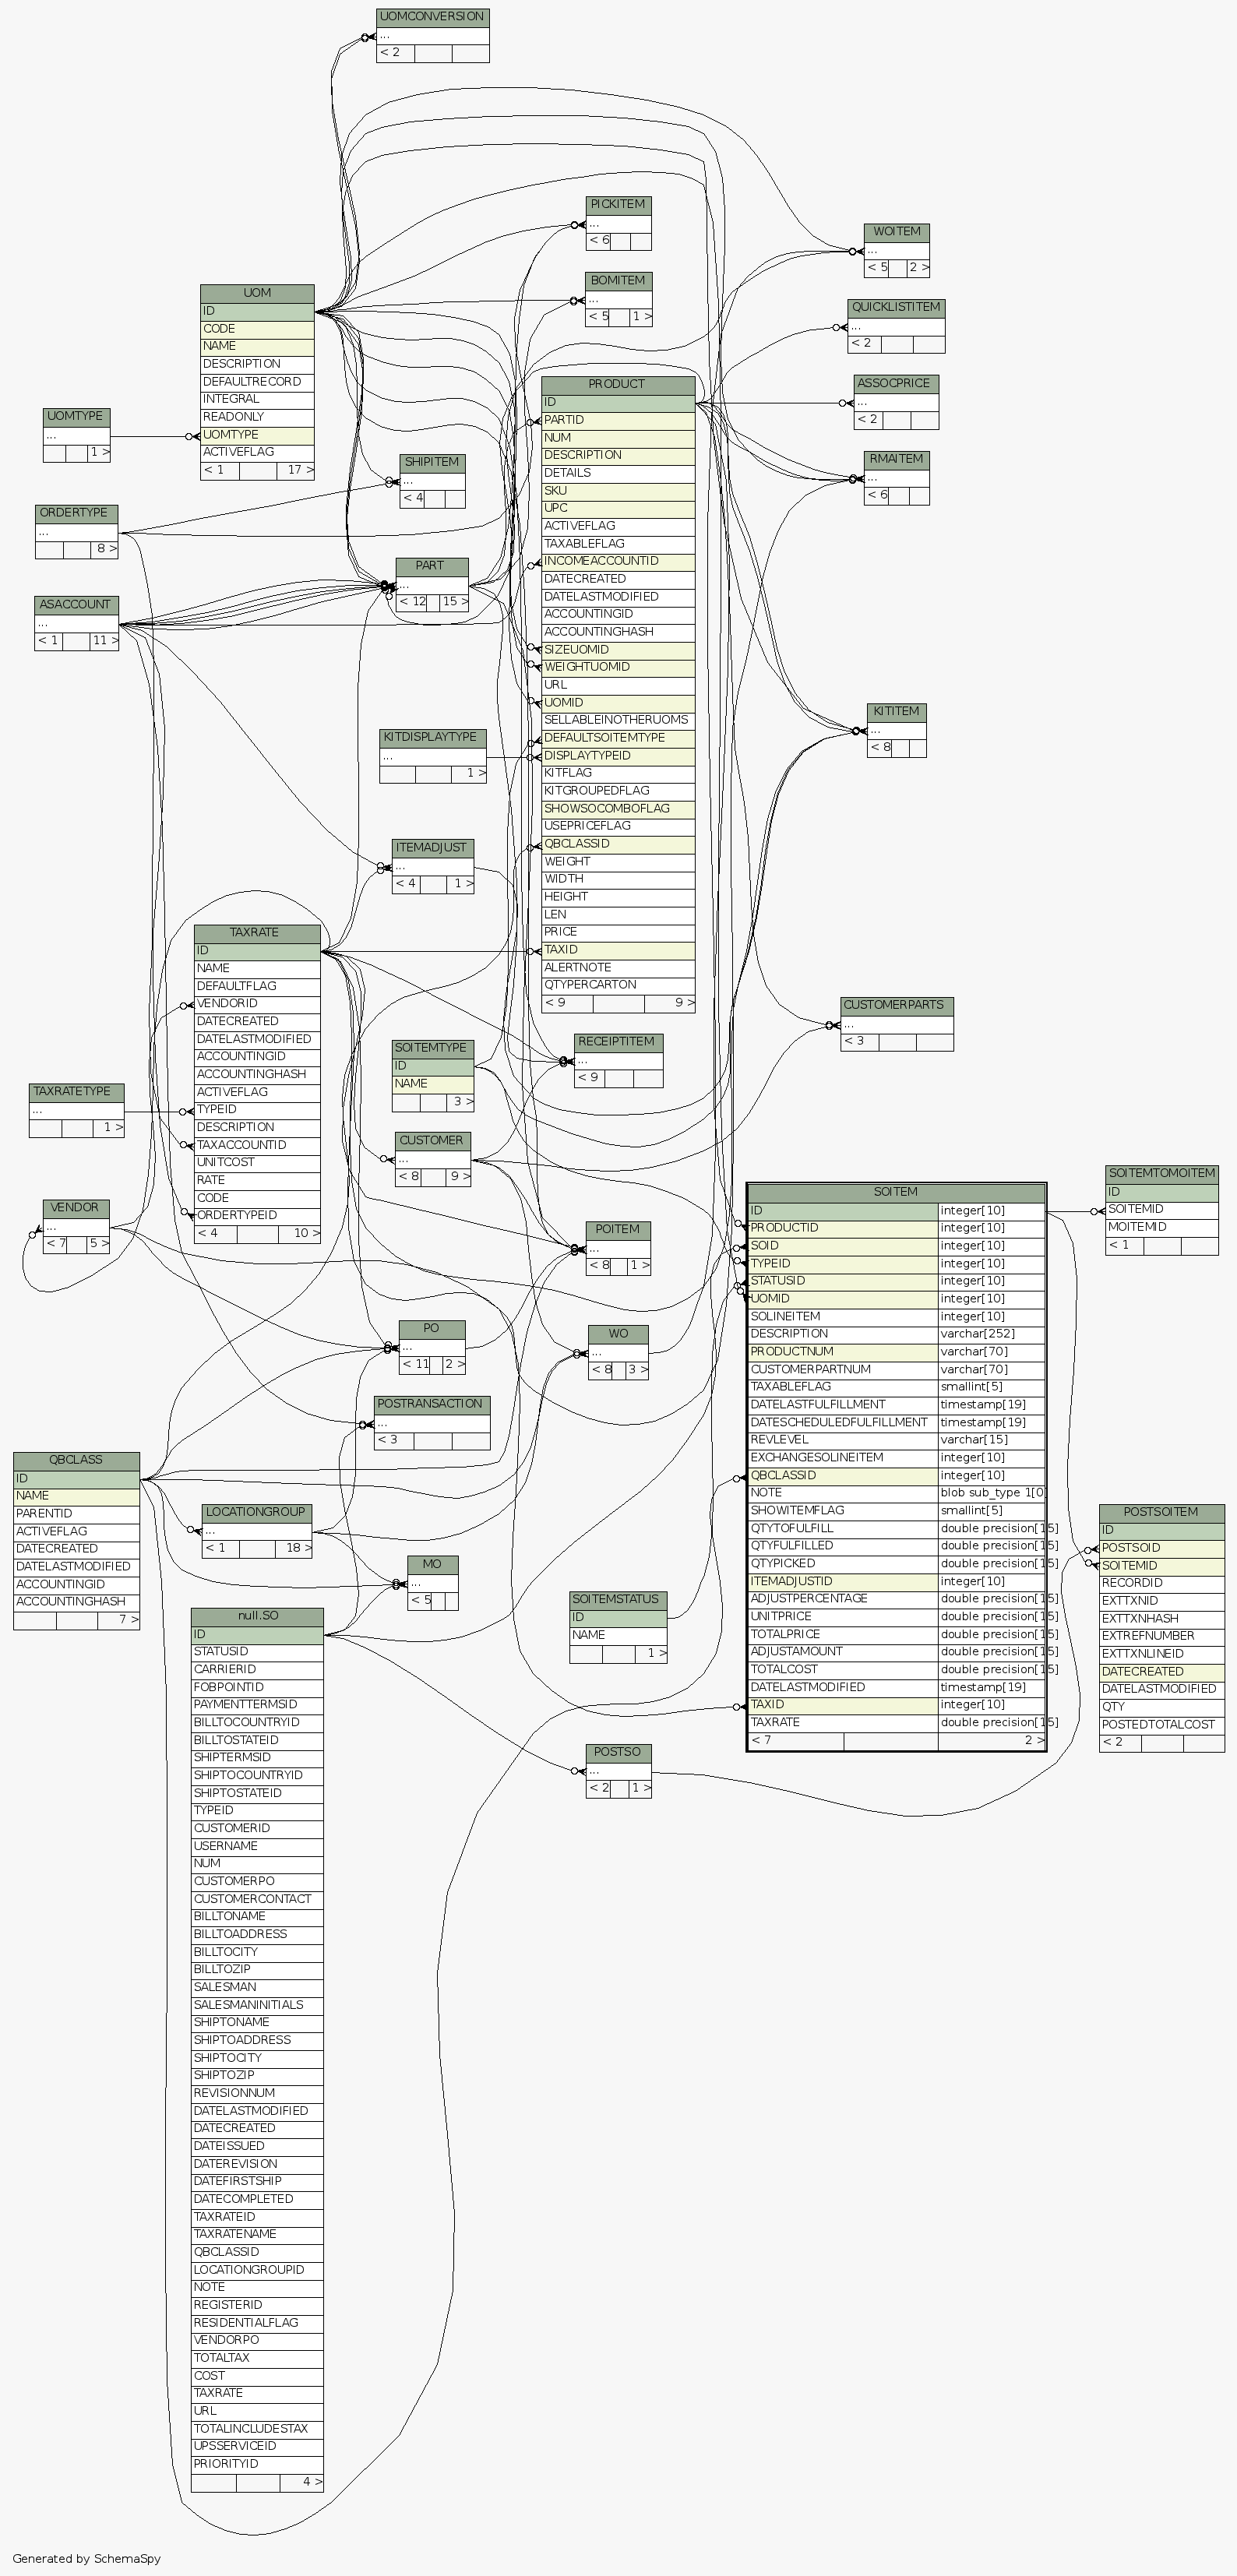 UOMCONVERSION
...
< 2
PICKITEM
...
< 6
WOITEM
...
< 5 2 >
BOMITEM
...
< 5 1 >
UOM
ID
CODE
NAME
DESCRIPTION
DEFAULTRECORD
INTEGRAL
READONLY
UOMTYPE
ACTIVEFLAG
< 1 17 >
QUICKLISTITEM
...
< 2
ASSOCPRICE
...
< 2
PRODUCT
ID
PARTID
NUM
DESCRIPTION
DETAILS
SKU
UPC
ACTIVEFLAG
TAXABLEFLAG
INCOMEACCOUNTID
DATECREATED
DATELASTMODIFIED
ACCOUNTINGID
ACCOUNTINGHASH
SIZEUOMID
WEIGHTUOMID
URL
UOMID
SELLABLEINOTHERUOMS
DEFAULTSOITEMTYPE
DISPLAYTYPEID
KITFLAG
KITGROUPEDFLAG
SHOWSOCOMBOFLAG
USEPRICEFLAG
QBCLASSID
WEIGHT
WIDTH
HEIGHT
LEN
PRICE
TAXID
ALERTNOTE
QTYPERCARTON
< 9 9 >
UOMTYPE
...
1 >
RMAITEM
...
< 6
SHIPITEM
...
< 4
ORDERTYPE
...
8 >
PART
...
< 12 15 >
ASACCOUNT
...
< 1 11 >
KITITEM
...
< 8
KITDISPLAYTYPE
...
1 >
ITEMADJUST
...
< 4 1 >
TAXRATE
ID
NAME
DEFAULTFLAG
VENDORID
DATECREATED
DATELASTMODIFIED
ACCOUNTINGID
ACCOUNTINGHASH
ACTIVEFLAG
TYPEID
DESCRIPTION
TAXACCOUNTID
UNITCOST
RATE
CODE
ORDERTYPEID
< 4 10 >
CUSTOMERPARTS
...
< 3
RECEIPTITEM
...
< 9
SOITEMTYPE
ID
NAME
3 >
TAXRATETYPE
...
1 >
CUSTOMER
...
< 8 9 >
VENDOR
...
< 7 5 >
POITEM
...
< 8 1 >
SOITEM
ID integer[10]
PRODUCTID integer[10]
SOID integer[10]
TYPEID integer[10]
STATUSID integer[10]
UOMID integer[10]
SOLINEITEM integer[10]
DESCRIPTION varchar[252]
PRODUCTNUM varchar[70]
CUSTOMERPARTNUM varchar[70]
TAXABLEFLAG smallint[5]
DATELASTFULFILLMENT timestamp[19]
DATESCHEDULEDFULFILLMENT timestamp[19]
REVLEVEL varchar[15]
EXCHANGESOLINEITEM integer[10]
QBCLASSID integer[10]
NOTE blob sub_type 1[0]
SHOWITEMFLAG smallint[5]
QTYTOFULFILL double precision[15]
QTYFULFILLED double precision[15]
QTYPICKED double precision[15]
ITEMADJUSTID integer[10]
ADJUSTPERCENTAGE double precision[15]
UNITPRICE double precision[15]
TOTALPRICE double precision[15]
ADJUSTAMOUNT double precision[15]
TOTALCOST double precision[15]
DATELASTMODIFIED timestamp[19]
TAXID integer[10]
TAXRATE double precision[15]
< 7 2 >
SOITEMTOMOITEM
ID
SOITEMID
MOITEMID
< 1
PO
...
< 11 2 >
WO
...
< 8 3 >
POSTRANSACTION
...
< 3
QBCLASS
ID
NAME
PARENTID
ACTIVEFLAG
DATECREATED
DATELASTMODIFIED
ACCOUNTINGID
ACCOUNTINGHASH
7 >
LOCATIONGROUP
...
< 1 18 >
MO
...
< 5
SOITEMSTATUS
ID
NAME
1 >
POSTSOITEM
ID
POSTSOID
SOITEMID
RECORDID
EXTTXNID
EXTTXNHASH
EXTREFNUMBER
EXTTXNLINEID
DATECREATED
DATELASTMODIFIED
QTY
POSTEDTOTALCOST
< 2
null.SO
ID
STATUSID
CARRIERID
FOBPOINTID
PAYMENTTERMSID
BILLTOCOUNTRYID
BILLTOSTATEID
SHIPTERMSID
SHIPTOCOUNTRYID
SHIPTOSTATEID
TYPEID
CUSTOMERID
USERNAME
NUM
CUSTOMERPO
CUSTOMERCONTACT
BILLTONAME
BILLTOADDRESS
BILLTOCITY
BILLTOZIP
SALESMAN
SALESMANINITIALS
SHIPTONAME
SHIPTOADDRESS
SHIPTOCITY
SHIPTOZIP
REVISIONNUM
DATELASTMODIFIED
DATECREATED
DATEISSUED
DATEREVISION
DATEFIRSTSHIP
DATECOMPLETED
TAXRATEID
TAXRATENAME
QBCLASSID
LOCATIONGROUPID
NOTE
REGISTERID
RESIDENTIALFLAG
VENDORPO
TOTALTAX
COST
TAXRATE
URL
TOTALINCLUDESTAX
UPSSERVICEID
PRIORITYID
4 >
POSTSO
...
< 2 1 >
Generated by SchemaSpy